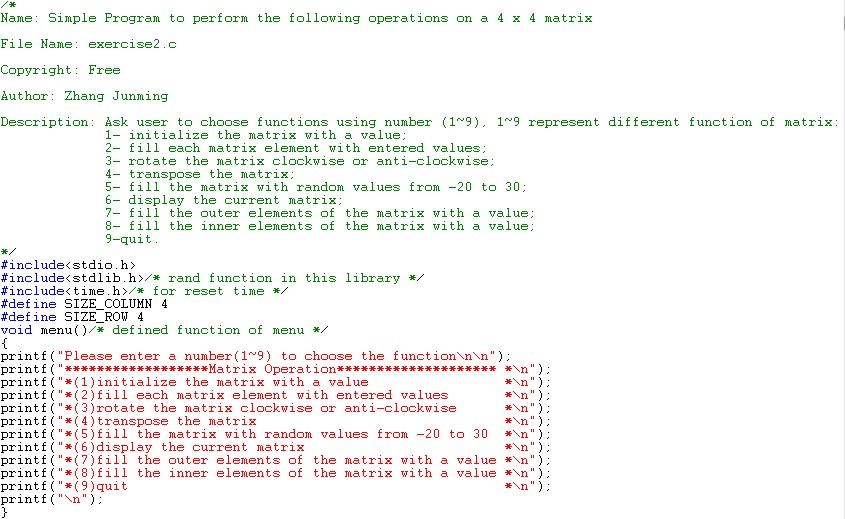 /*
Name: Simple Program to perform the following operations on a 4 x 4 matrix
File Name: exercise2.c
Copyright: Free
Author: Zhang Junming
Description: Ask user to choose functions using number (1~9), 1~9 represent different function of matrix:
1- initialize the matrix with a value;
2- fill each matrix element with entered values;
3- rotate the matrix clockwise or anti-clockwise;
4- transpose the matrix;
5- fill the matrix with random values from -20 to 30;
6- display the current matrix;
7- fill the outer elements of the matrix with a value;
8- fill the inner elements of the matrix with a value;
9-quit.
*/
#include<stdio.h>
#include<stdlib.h>/* rand function in this library */
#include<time.h>/* for reset time */
#define SIZE_COLUMN 4
#define SIZE_ROW 4
void menu()/* defined function of menu */
{
printf("Please enter a number(1~9) to choose the function\n\n");
printf("******************Matrix Operation******************** *\n");
printf("*(1)initialize the matrix with a value                 *\n");
printf("*(2)fill each matrix element with entered values       *\n");
printf("*(3)rotate the matrix clockwise or anti-clockwise      *\n");
printf("*(4)transpose the matrix                               *\n");
printf("*(5)fill the matrix with random values from -20 to 30  *\n");
printf("*(6)display the current matrix                         *\n");
printf("*(7)fill the outer elements of the matrix with a value *\n");
printf("*(8)fill the inner elements of the matrix with a value *\n");
printf("*(9)quit                                               *\n");
printf("\n");
}